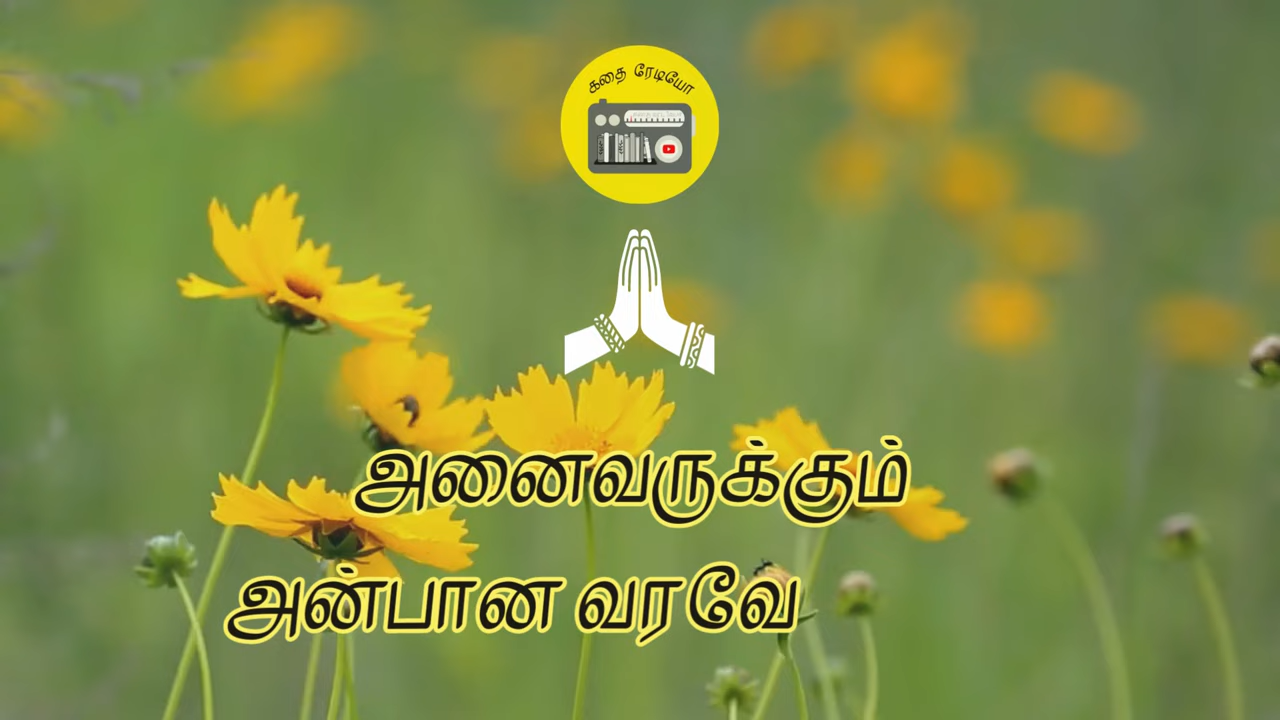 கதை ரேடியோ
அனைவருக்கும்
அன்பான வரவே